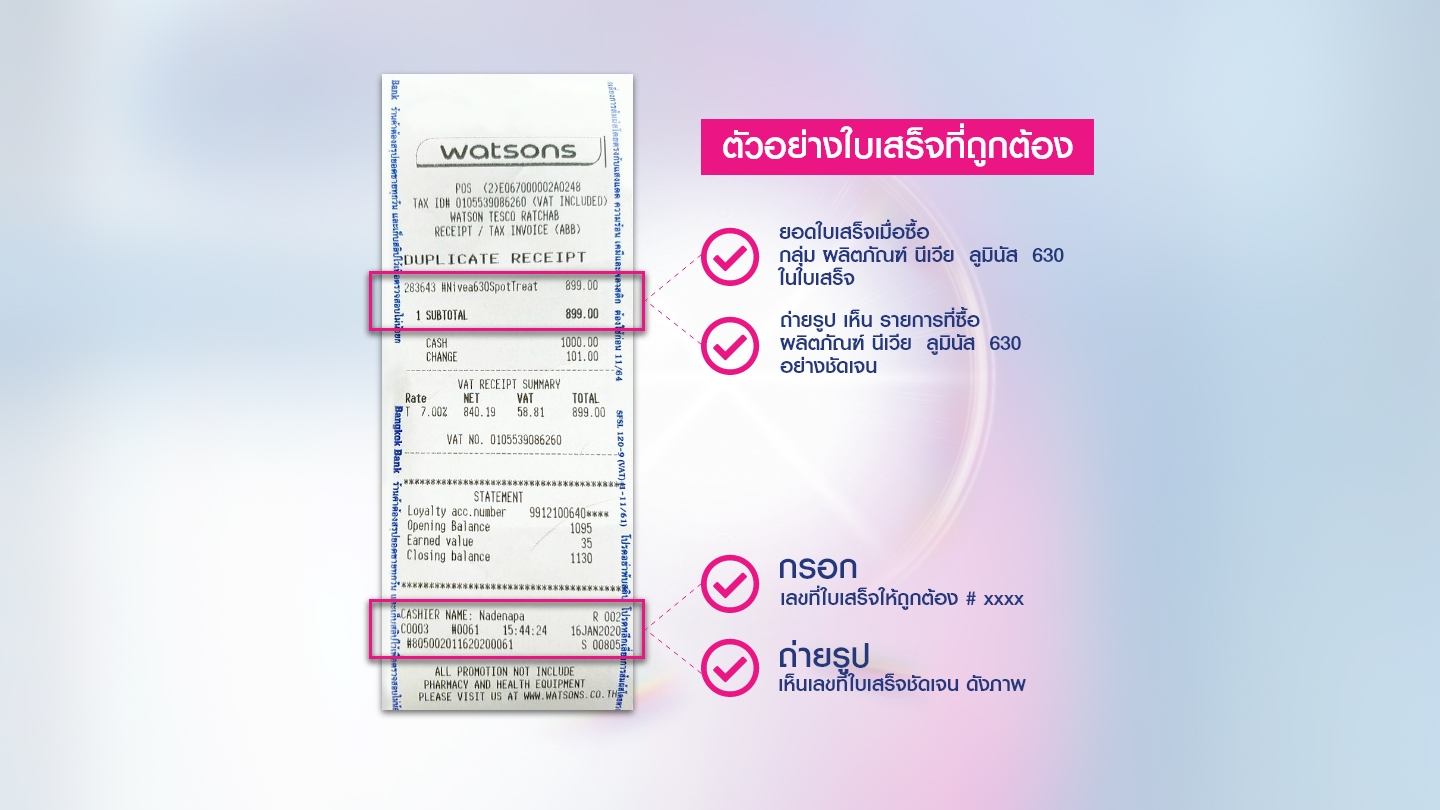 watsons
POS (2)E067000002A0248
TAX ID# 0105539086260 (VAT INCLUDED)
WATSON TESCO RATCHAB
RECEIPT / TAX INVOICE (ABB)
DUPLICATE RECEIPT
283643 #Nivea630SpotTreat 899.00
1 SUBTOTAL 899.00
CASH 1000.00
CHANGE 101.00
VAT RECEIPT SUMMARY
Rate NET VAT TOTAL
T 7.00% 840.19 58.81 899.00
VAT NO. 0105539086260
STATEMENT
Loyalty acc.number 9912100640****
Opening Balance 1095
Earned value 35
Closing balance 1130
CASHIER NAME: Nadenapa R 002
C0003 #0061 15:44:24 16JAN2020
#805002011620200061 S 00805
ALL PROMOTION NOT INCLUDE
PHARMACY AND HEALTH EQUIPMENT
PLEASE VISIT US AT WWW.WATSONS.CO.TH
Bank
Bangkok Bank
ตัวอย่างใบเสร็จที่ถูกต้อง
ยอดใบเสร็จเมื่อซื้อ
กลุ่ม ผลิตภัณฑ์ นีเวีย ลูมินัส 630
ในใบเสร็จ
ถ่ายรูป เห็น รายการที่ซื้อ
ผลิตภัณฑ์ นีเวีย ลูมินัส 630
อย่างชัดเจน
กรอก
เลขที่ใบเสร็จให้ถูกต้อง # xxxx
ถ่ายรูป
เห็นเลขที่ใบเสร็จชัดเจน ดังภาพ